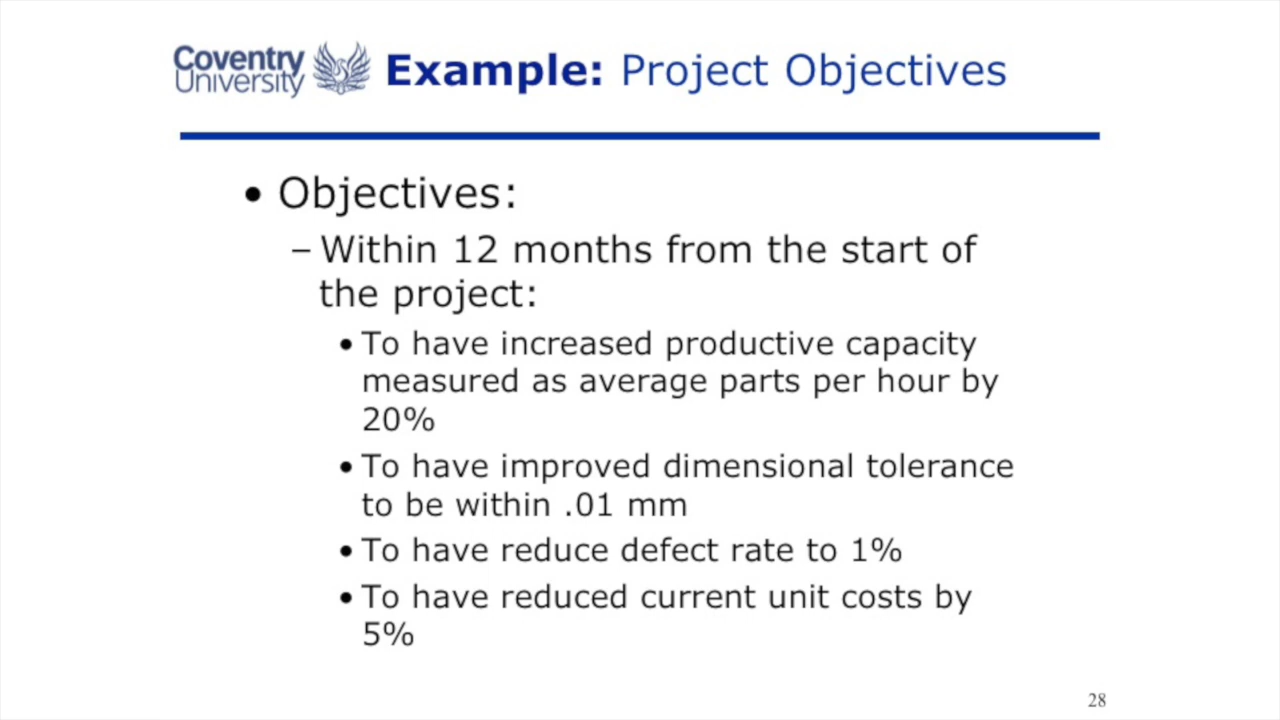 Coventry
University
Example: Project Objectives
• Objectives:
– Within 12 months from the start of
the project:
• To have increased productive capacity
measured as average parts per hour by
20%
• To have improved dimensional tolerance
to be within .01 mm
• To have reduce defect rate to 1%
• To have reduced current unit costs by
5%
28